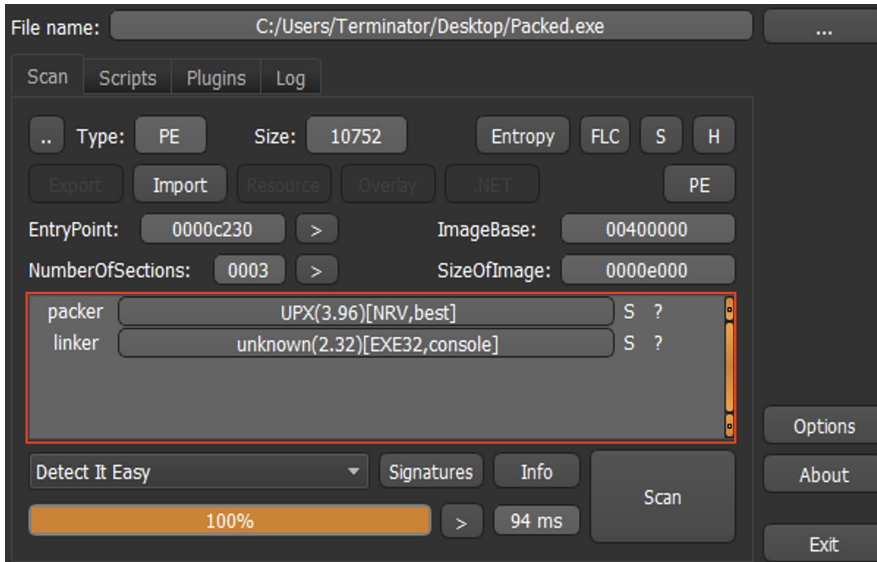 File name: C:/Users/Terminator/Desktop/Packed.exe ...
Scan Scripts Plugins Log
.. Type: PE Size: 10752 Entropy FLC S H
Export Import Resource Overlay .NET PE
EntryPoint: 0000c230 > ImageBase: 00400000
NumberOfSections: 0003 > SizeOfImage: 0000e000
packer UPX(3.96)[NRV,best] S ?
linker unknown(2.32)[EXE32,console] S ?
Options
Detect It Easy Signatures Info Scan About
100% > 94 ms
Exit